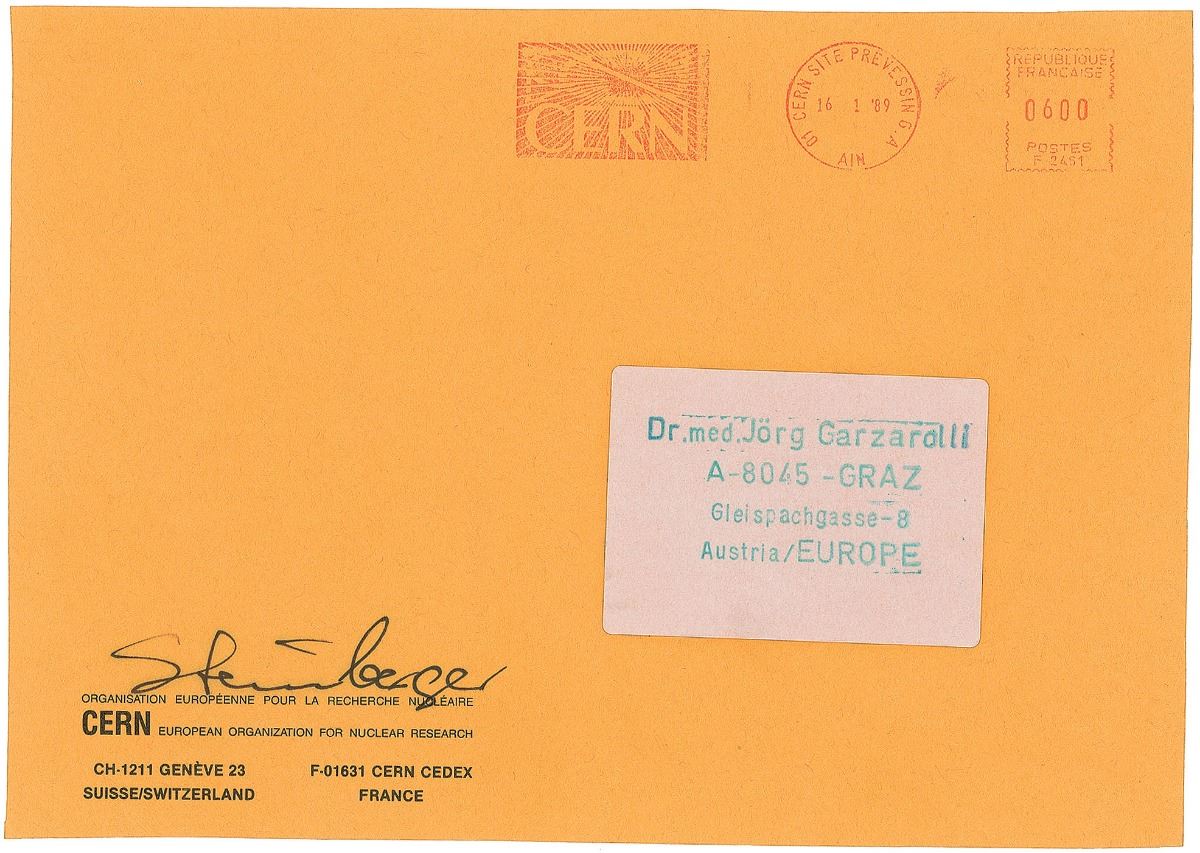 CERN
01 CERN SITE PREVESSIN G.A
16 1 '89
AIN
REPUBLIQUE
FRANCAISE
0600
POSTES
F 2451
Dr.med.Jörg Garzarolli
A-8045-GRAZ
Gleispachgasse-8
Austria/EUROPE
Steinberger
ORGANISATION EUROPÉENNE POUR LA RECHERCHE NUCLÉAIRE
CERN EUROPEAN ORGANIZATION FOR NUCLEAR RESEARCH
CH-1211 GENÈVE 23 F-01631 CERN CEDEX
SUISSE/SWITZERLAND FRANCE